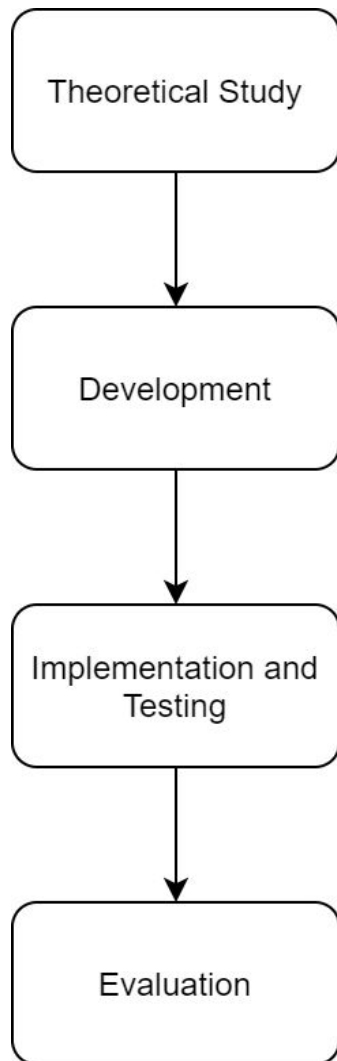 Theoretical Study
Development
Implementation and
Testing
Evaluation